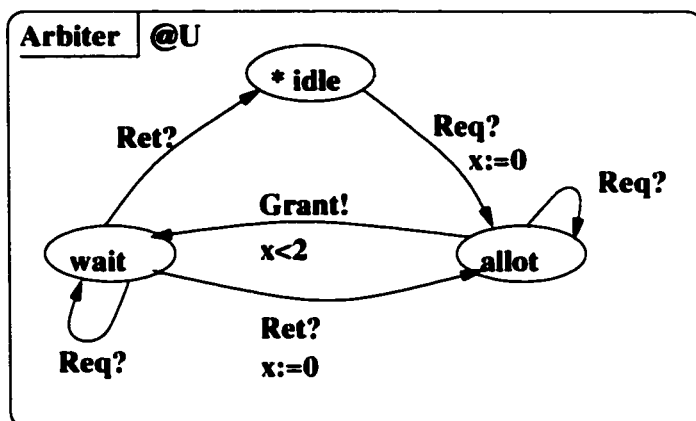 Arbiter @U
* idle
Ret?
Req?
x:=0
Req?
Grant!
x<2
wait
allot
Req?
Ret?
x:=0